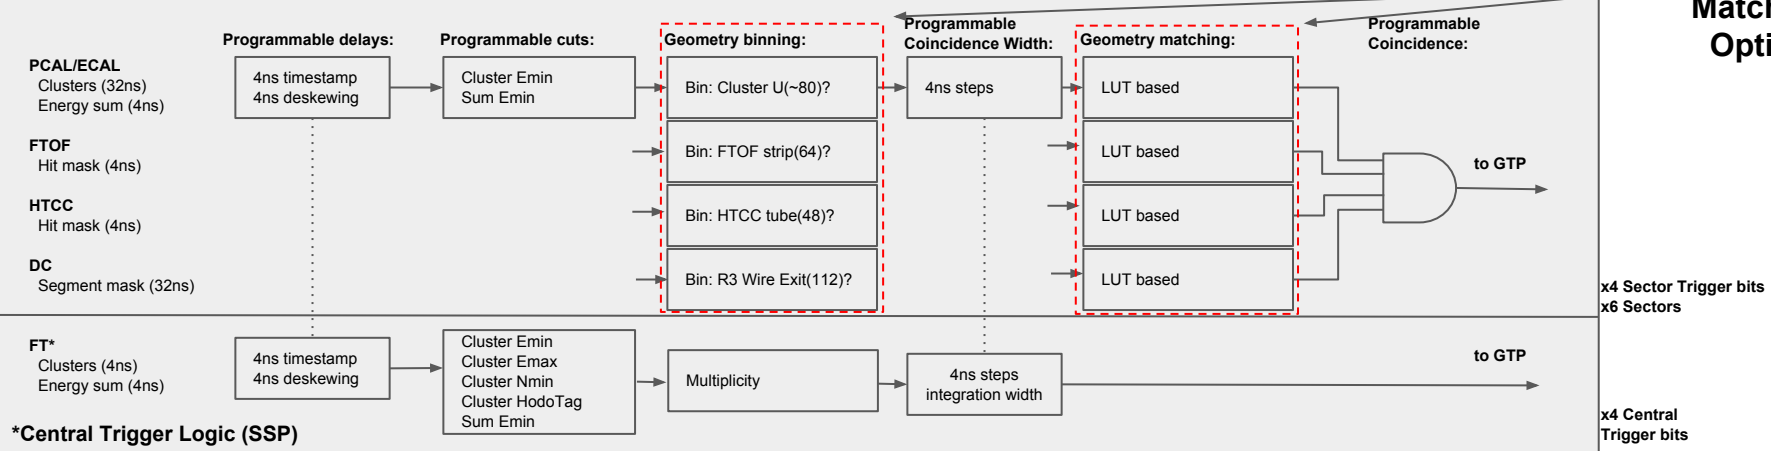 Match
Opti
Programmable delays:
Programmable cuts:
Geometry binning:
Programmable
Coincidence Width:
Geometry matching:
Programmable
Coincidence:
PCAL/ECAL
Clusters (32ns)
Energy sum (4ns)
4ns timestamp
4ns deskewing
Cluster Emin
Sum Emin
Bin: Cluster U(~80)?
4ns steps
LUT based
FTOF
Hit mask (4ns)
Bin: FTOF strip(64)?
LUT based
to GTP
HTCC
Hit mask (4ns)
Bin: HTCC tube(48)?
LUT based
DC
Segment mask (32ns)
Bin: R3 Wire Exit(112)?
LUT based
x4 Sector Trigger bits
x6 Sectors
FT*
Clusters (4ns)
Energy sum (4ns)
4ns timestamp
4ns deskewing
Cluster Emin
Cluster Emax
Cluster Nmin
Cluster HodoTag
Sum Emin
Multiplicity
4ns steps
integration width
to GTP
x4 Central
Trigger bits
*Central Trigger Logic (SSP)